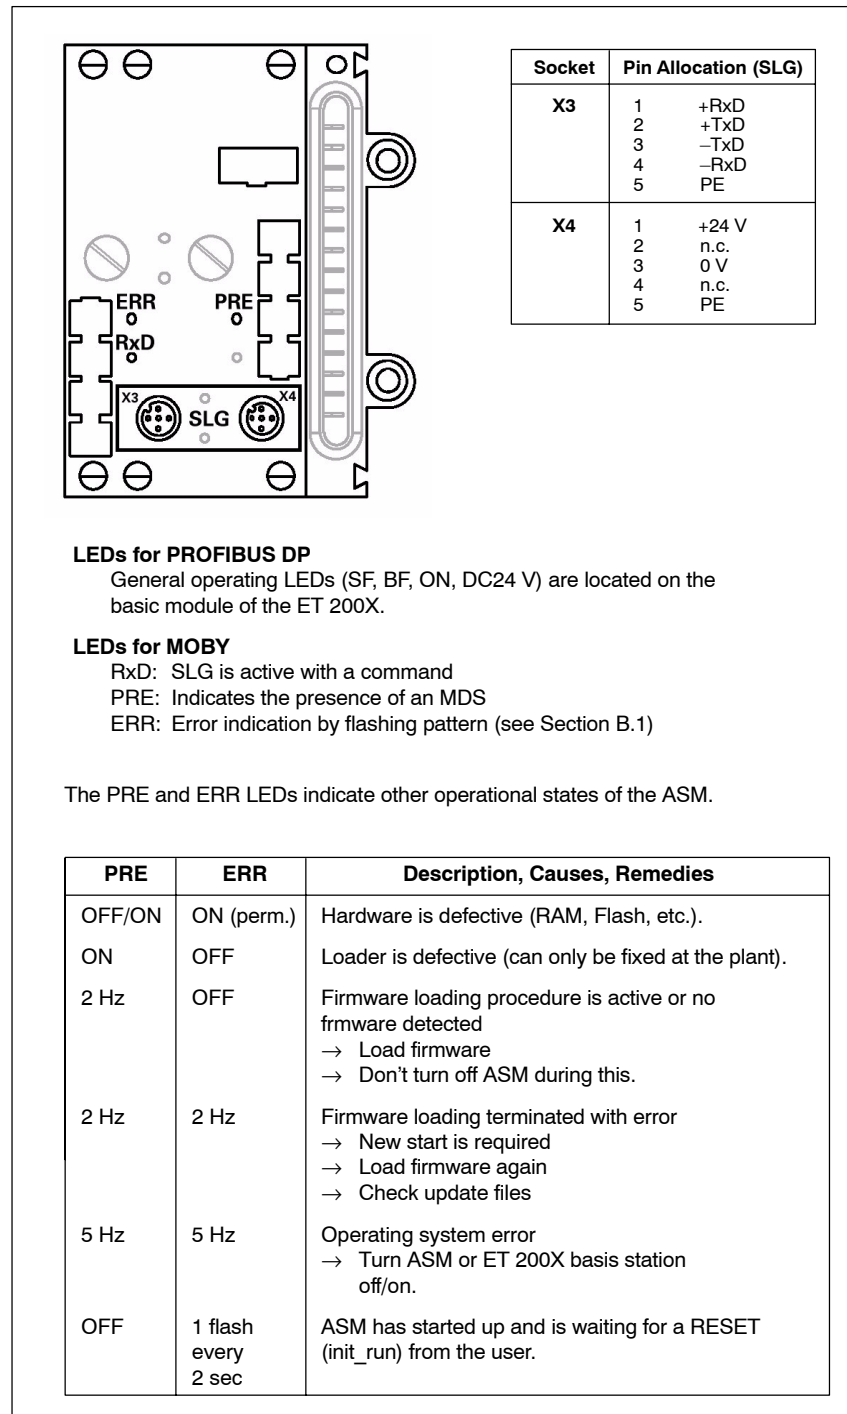 Socket Pin Allocation (SLG)
X3 1 +RxD
2 +TxD
3 –TxD
4 –RxD
5 PE
X4 1 +24 V
2 n.c.
3 0 V
4 n.c.
5 PE
ERR PRE
RxD
X3 SLG X4
LEDs for PROFIBUS DP
General operating LEDs (SF, BF, ON, DC24 V) are located on the
basic module of the ET 200X.
LEDs for MOBY
RxD: SLG is active with a command
PRE: Indicates the presence of an MDS
ERR: Error indication by flashing pattern (see Section B.1)
The PRE and ERR LEDs indicate other operational states of the ASM.
PRE ERR Description, Causes, Remedies
OFF/ON ON (perm.) Hardware is defective (RAM, Flash, etc.).
ON OFF Loader is defective (can only be fixed at the plant).
2 Hz OFF Firmware loading procedure is active or no
frmware detected
→ Load firmware
→ Don't turn off ASM during this.
2 Hz 2 Hz Firmware loading terminated with error
→ New start is required
→ Load firmware again
→ Check update files
5 Hz 5 Hz Operating system error
→ Turn ASM or ET 200X basis station
off/on.
OFF 1 flash ASM has started up and is waiting for a RESET
every (init_run) from the user.
2 sec